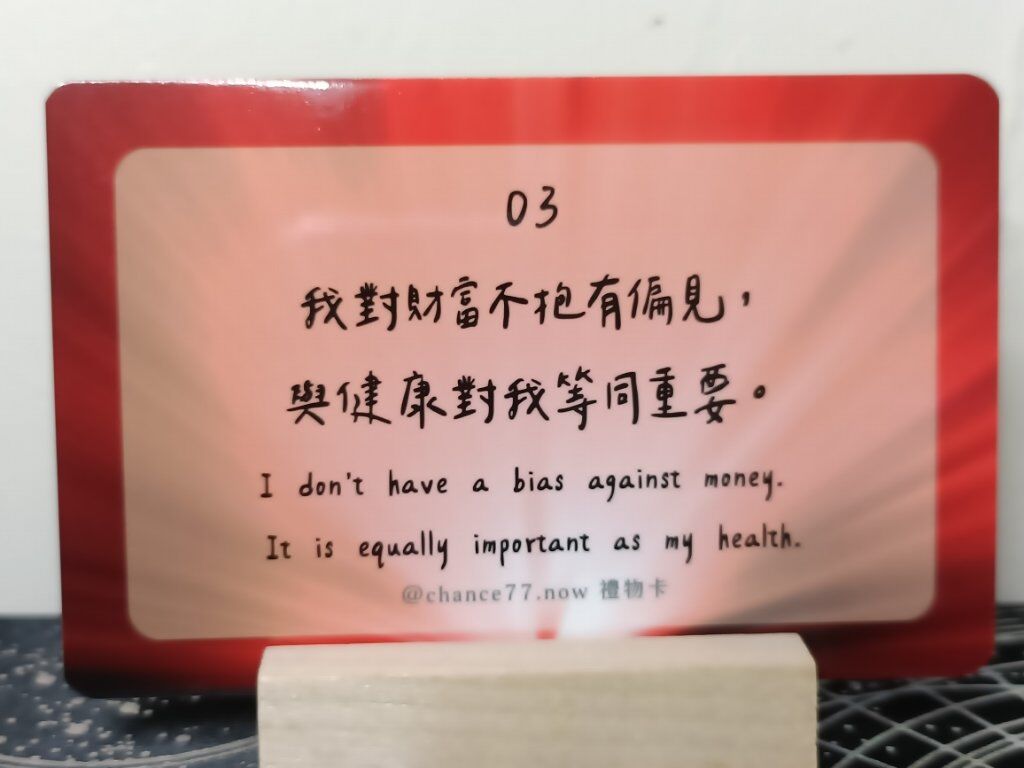 03
我對財富不抱有偏見，
與健康對我等同重要。
I don't have a bias against money.
It is equally important as my health.
@chance77.now 禮物卡